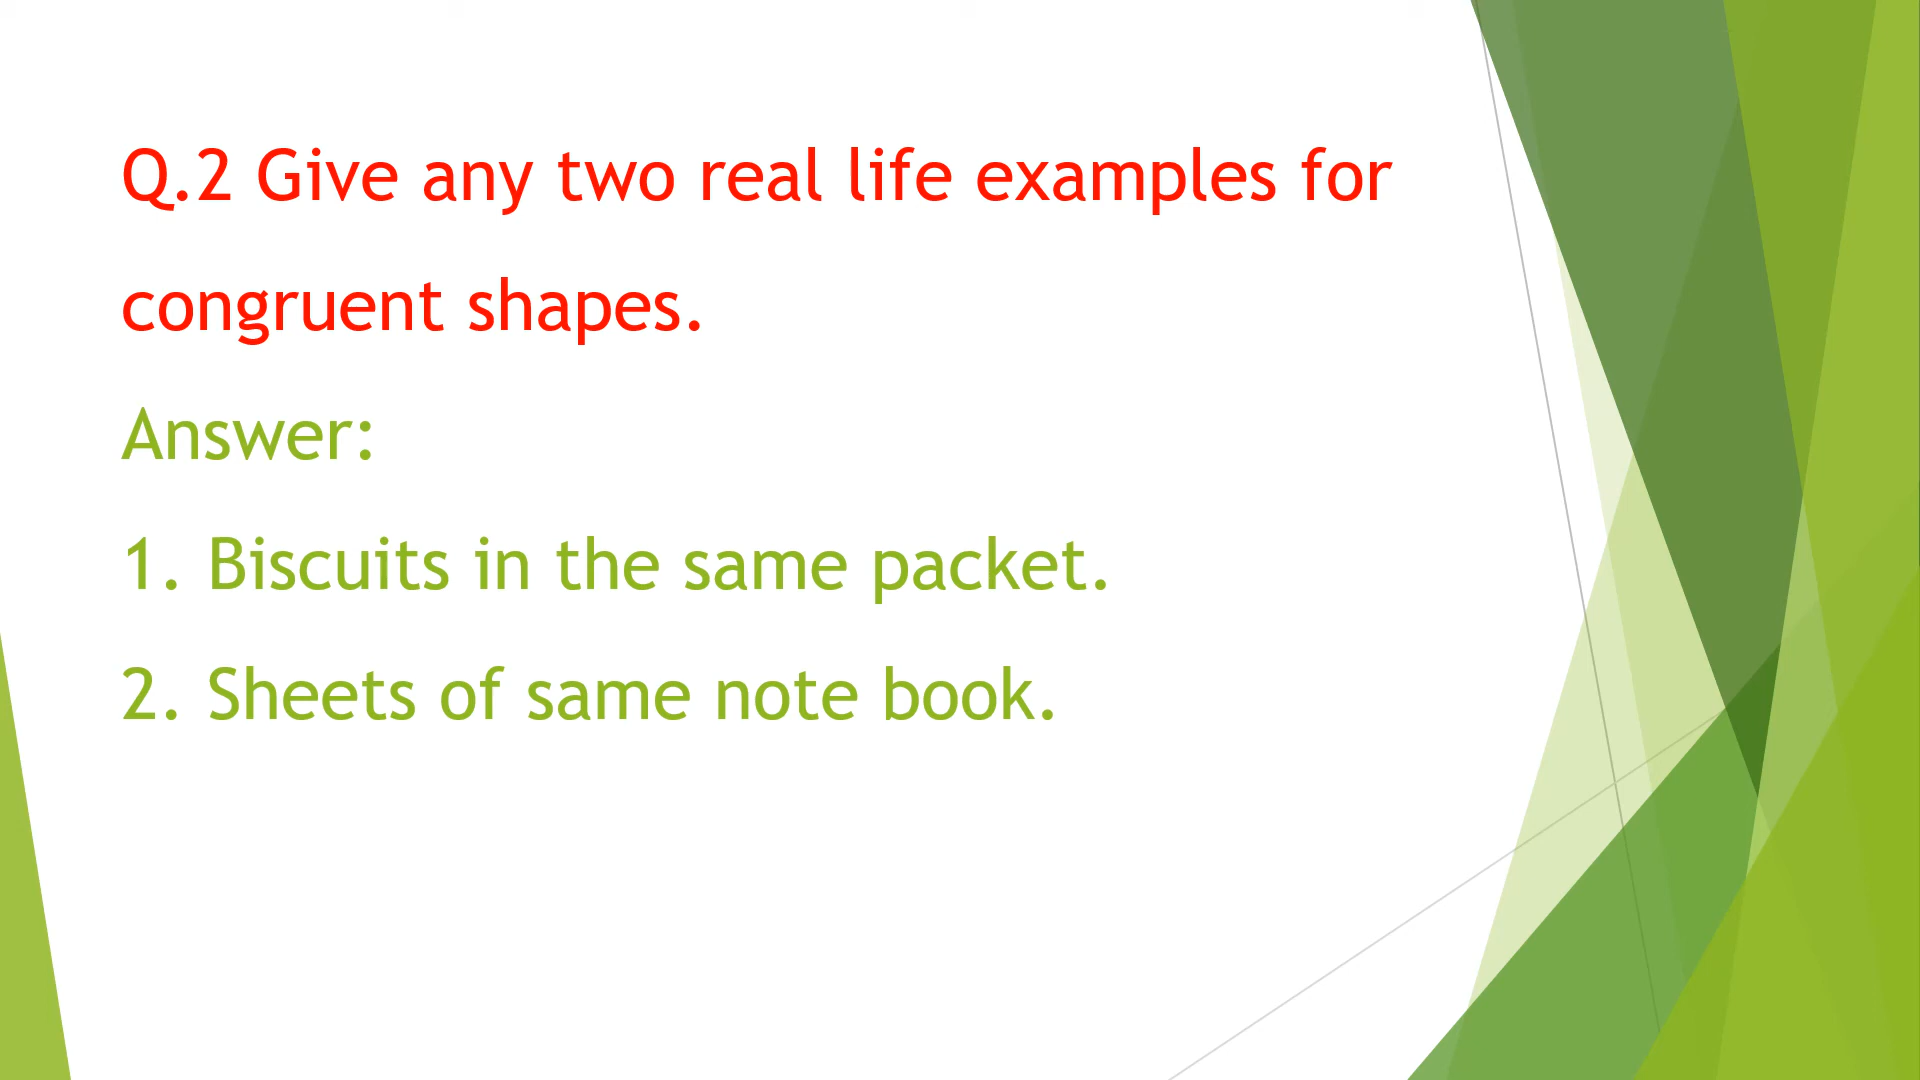 Q.2 Give any two real life examples for
congruent shapes.
Answer:
1. Biscuits in the same packet.
2. Sheets of same note book.